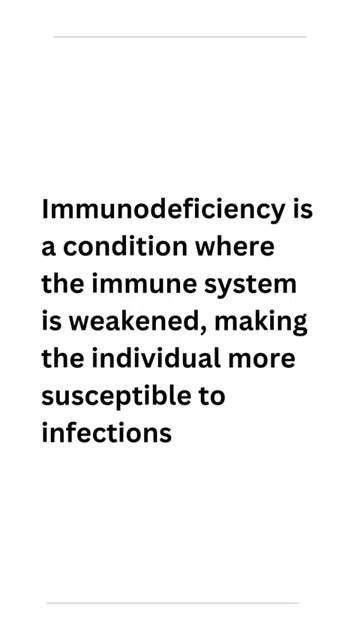 Immunodeficiency is
a condition where
the immune system
is weakened, making
the individual more
susceptible to
infections